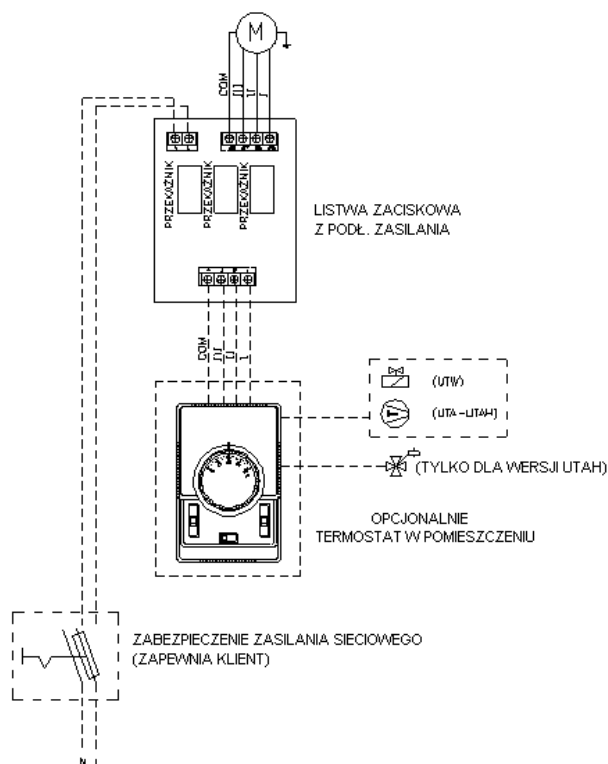 M
COM
III
II
I
PRZEKAŹNIK
PRZEKAŹNIK
PRZEKAŹNIK
LISTWA ZACISKOWA
Z PODŁ. ZASILANIA
COM
III
II
I
(UTW)
(UTA-UTAH)
(TYLKO DLA WERSJI UTAH)
OPCJONALNIE
TERMOSTAT W POMIESZCZENIU
ZABEZPIECZENIE ZASILANIA SIECIOWEGO
(ZAPEWNIA KLIENT)
N